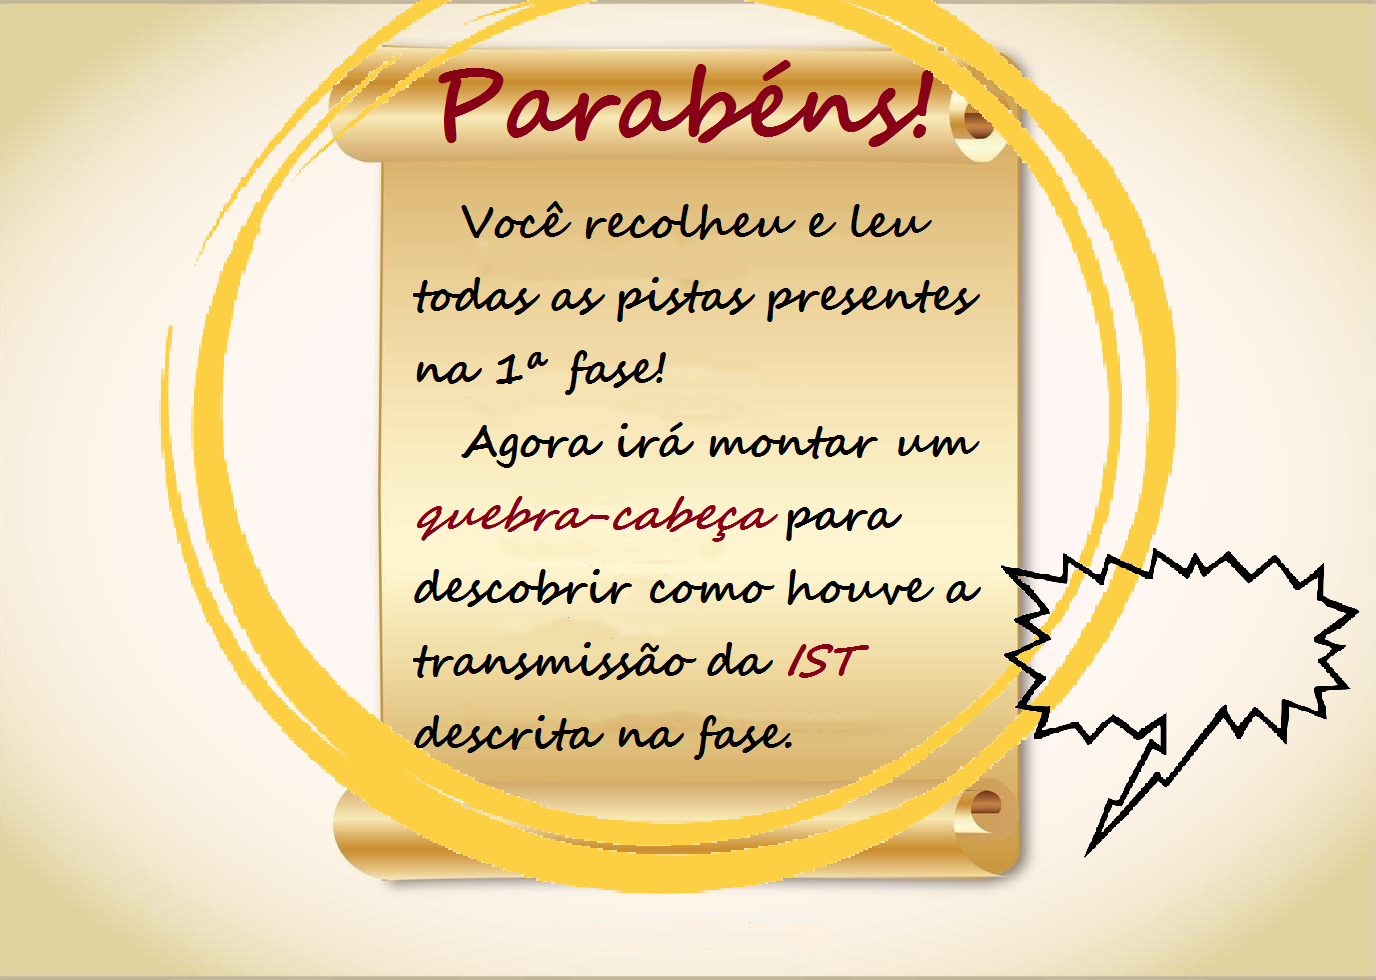 Parabéns!
Você recolheu e leu
todas as pistas presentes
na 1ª fase!
Agora irá montar um
quebra-cabeça para
descobrir como houve a
transmissão da IST
descrita na fase.